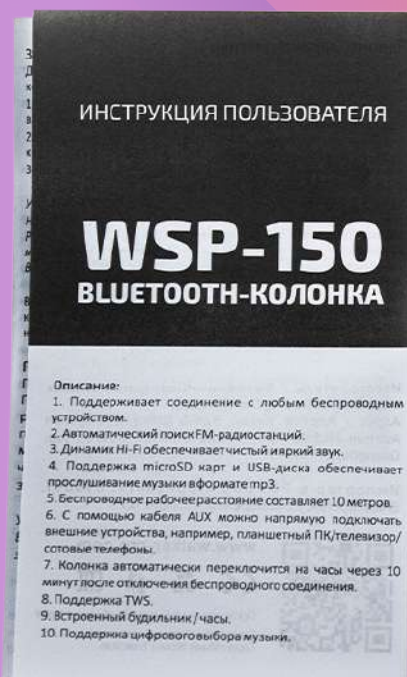 ИНСТРУКЦИЯ ПОЛЬЗОВАТЕЛЯ
WSP-150
BLUETOOTH-КОЛОНКА
Описание:
1. Поддерживает соединение с любым беспроводным
устройством.
2. Автоматический поиск FM-радиостанций.
3. Динамик Hi-Fi обеспечивает чистый и яркий звук.
4. Поддержка microSD карт и USB-диска обеспечивает
прослушивание музыки в формате mp3.
5. Беспроводное рабочее расстояние составляет 10 метров.
6. С помощью кабеля AUX можно напрямую подключать
внешние устройства, например, планшетный ПК/телевизор/
сотовые телефоны.
7. Колонка автоматически переключится на часы через 10
минут после отключения беспроводного соединения.
8. Поддержка TWS.
9. Встроенный будильник/часы.
10. Поддержка цифрового выбора музыки.